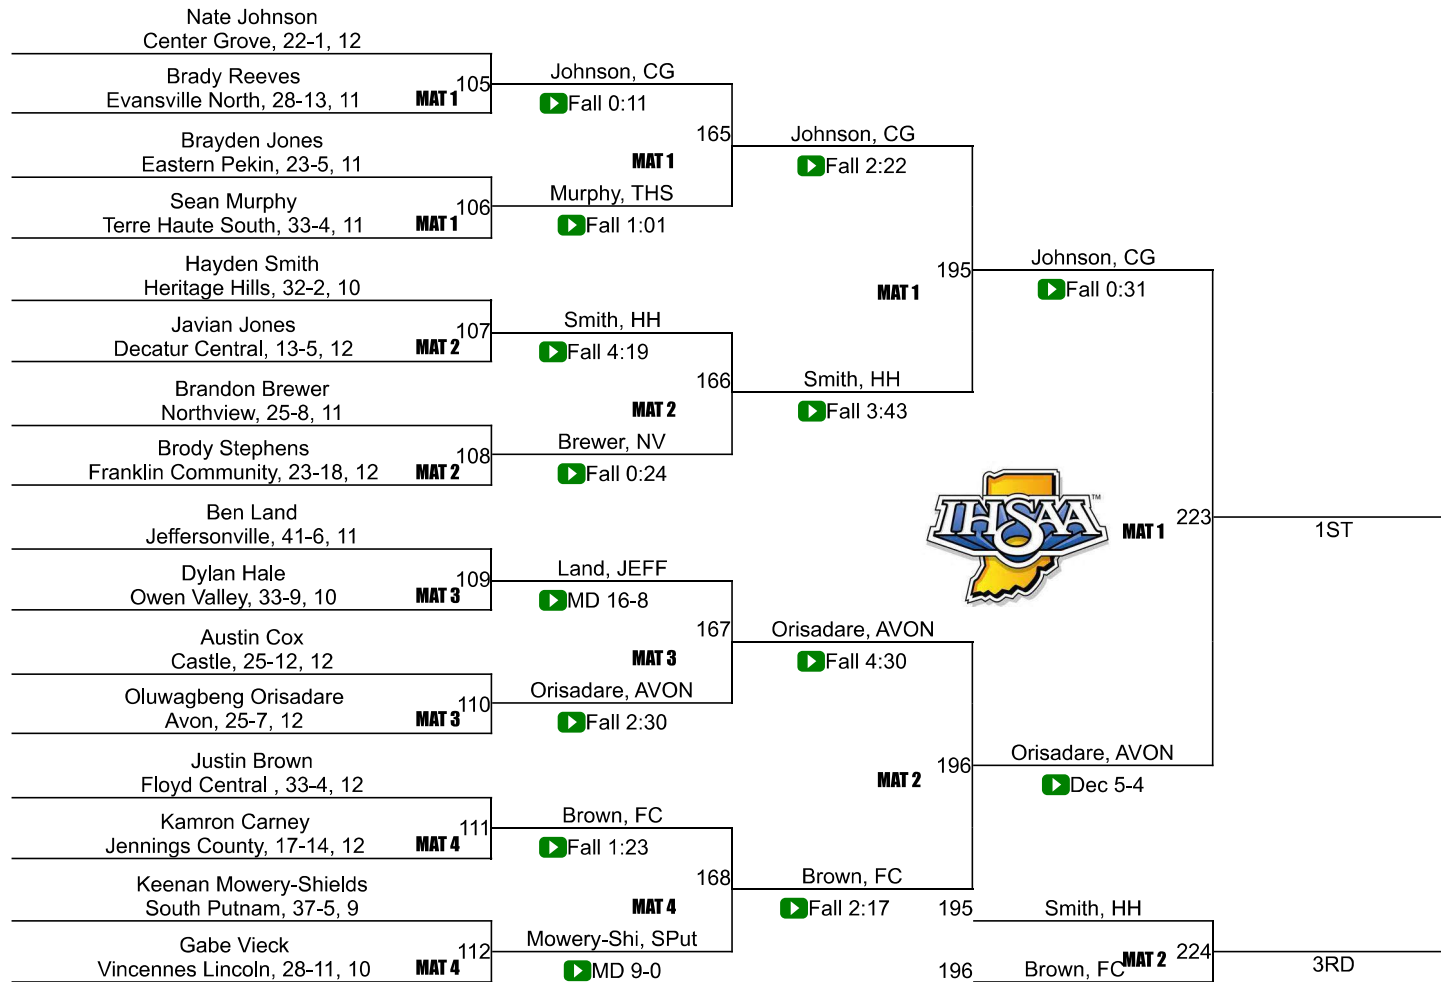 Nate Johnson
Center Grove, 22-1, 12
Brady Reeves
Evansville North, 28-13, 11
MAT 1
105
Johnson, CG
Fall 0:11
Brayden Jones
Eastern Pekin, 23-5, 11
Sean Murphy
Terre Haute South, 33-4, 11
MAT 1
106
Murphy, THS
Fall 1:01
165
MAT 1
Johnson, CG
Fall 2:22
Hayden Smith
Heritage Hills, 32-2, 10
Javian Jones
Decatur Central, 13-5, 12
MAT 2
107
Smith, HH
Fall 4:19
Brandon Brewer
Northview, 25-8, 11
Brody Stephens
Franklin Community, 23-18, 12
MAT 2
108
Brewer, NV
Fall 0:24
166
MAT 2
Smith, HH
Fall 3:43
195
MAT 1
Johnson, CG
Fall 0:31
Ben Land
Jeffersonville, 41-6, 11
Dylan Hale
Owen Valley, 33-9, 10
MAT 3
109
Land, JEFF
MD 16-8
Austin Cox
Castle, 25-12, 12
Oluwagbeng Orisadare
Avon, 25-7, 12
MAT 3
110
Orisadare, AVON
Fall 2:30
167
MAT 3
Orisadare, AVON
Fall 4:30
Justin Brown
Floyd Central , 33-4, 12
Kamron Carney
Jennings County, 17-14, 12
MAT 4
111
Brown, FC
Fall 1:23
Keenan Mowery-Shields
South Putnam, 37-5, 9
Gabe Vieck
Vincennes Lincoln, 28-11, 10
MAT 4
112
Mowery-Shi, SPut
MD 9-0
168
MAT 4
Brown, FC
Fall 2:17
196
MAT 2
Orisadare, AVON
Dec 5-4
IHSAA™
MAT 1
223
1ST
195
Smith, HH
196
Brown, FC
MAT 2
224
3RD